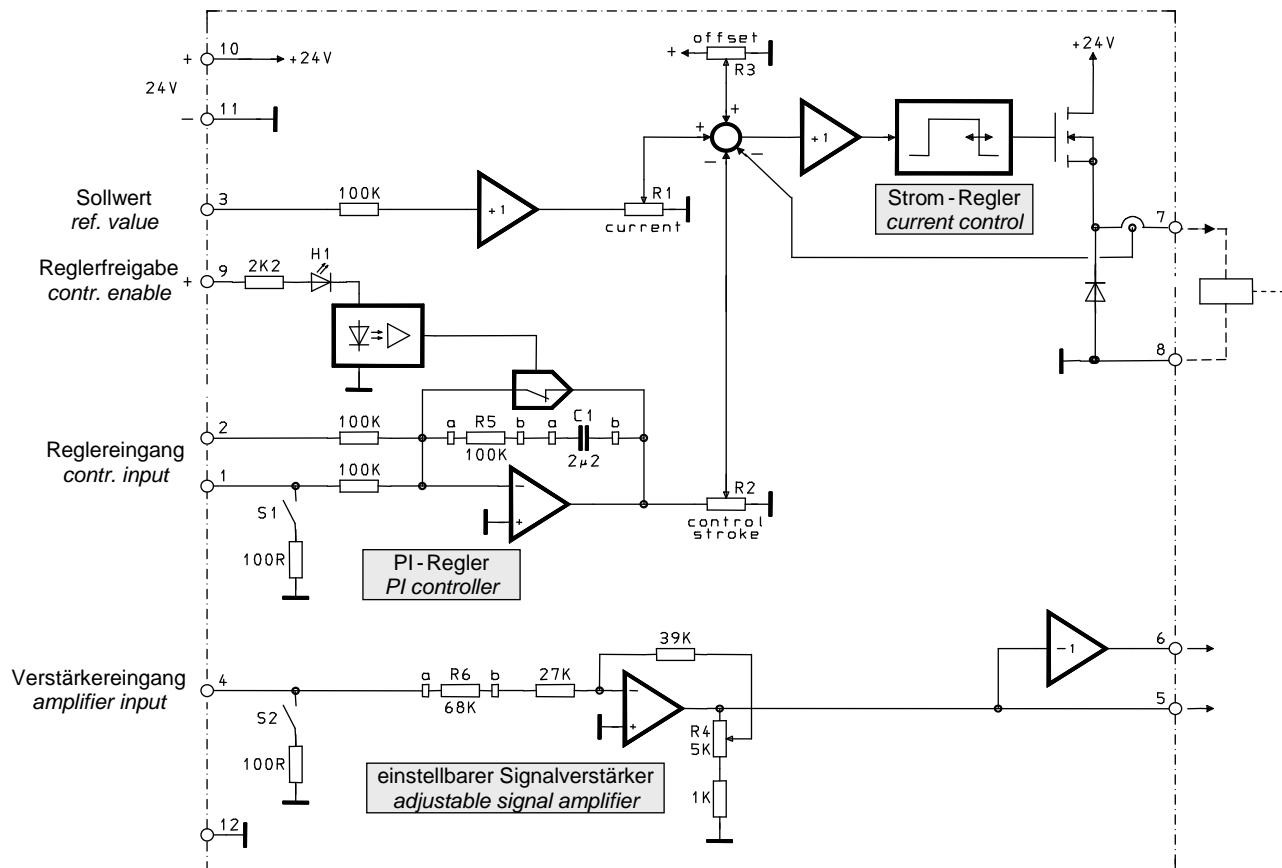 offset
+
R3
+24V
+ 10 +24V
24V
- 11
+
+
-
-
+1
Strom-Regler
current control
Sollwert
ref. value
3
100K
+1
R1
current
7
Reglerfreigabe
contr. enable
+ 9
2K2
H1
8
Reglereingang
contr. input
2
100K
a R5 b a C1 b
100K 2µ2
1
100K
-
+
R2
control
stroke
S1
100R
PI-Regler
PI controller
Verstärkereingang
amplifier input
4
a R6 b
68K
27K
39K
-
+
-1
6
5
R4
5K
S2
100R
einstellbarer Signalverstärker
adjustable signal amplifier
1K
12